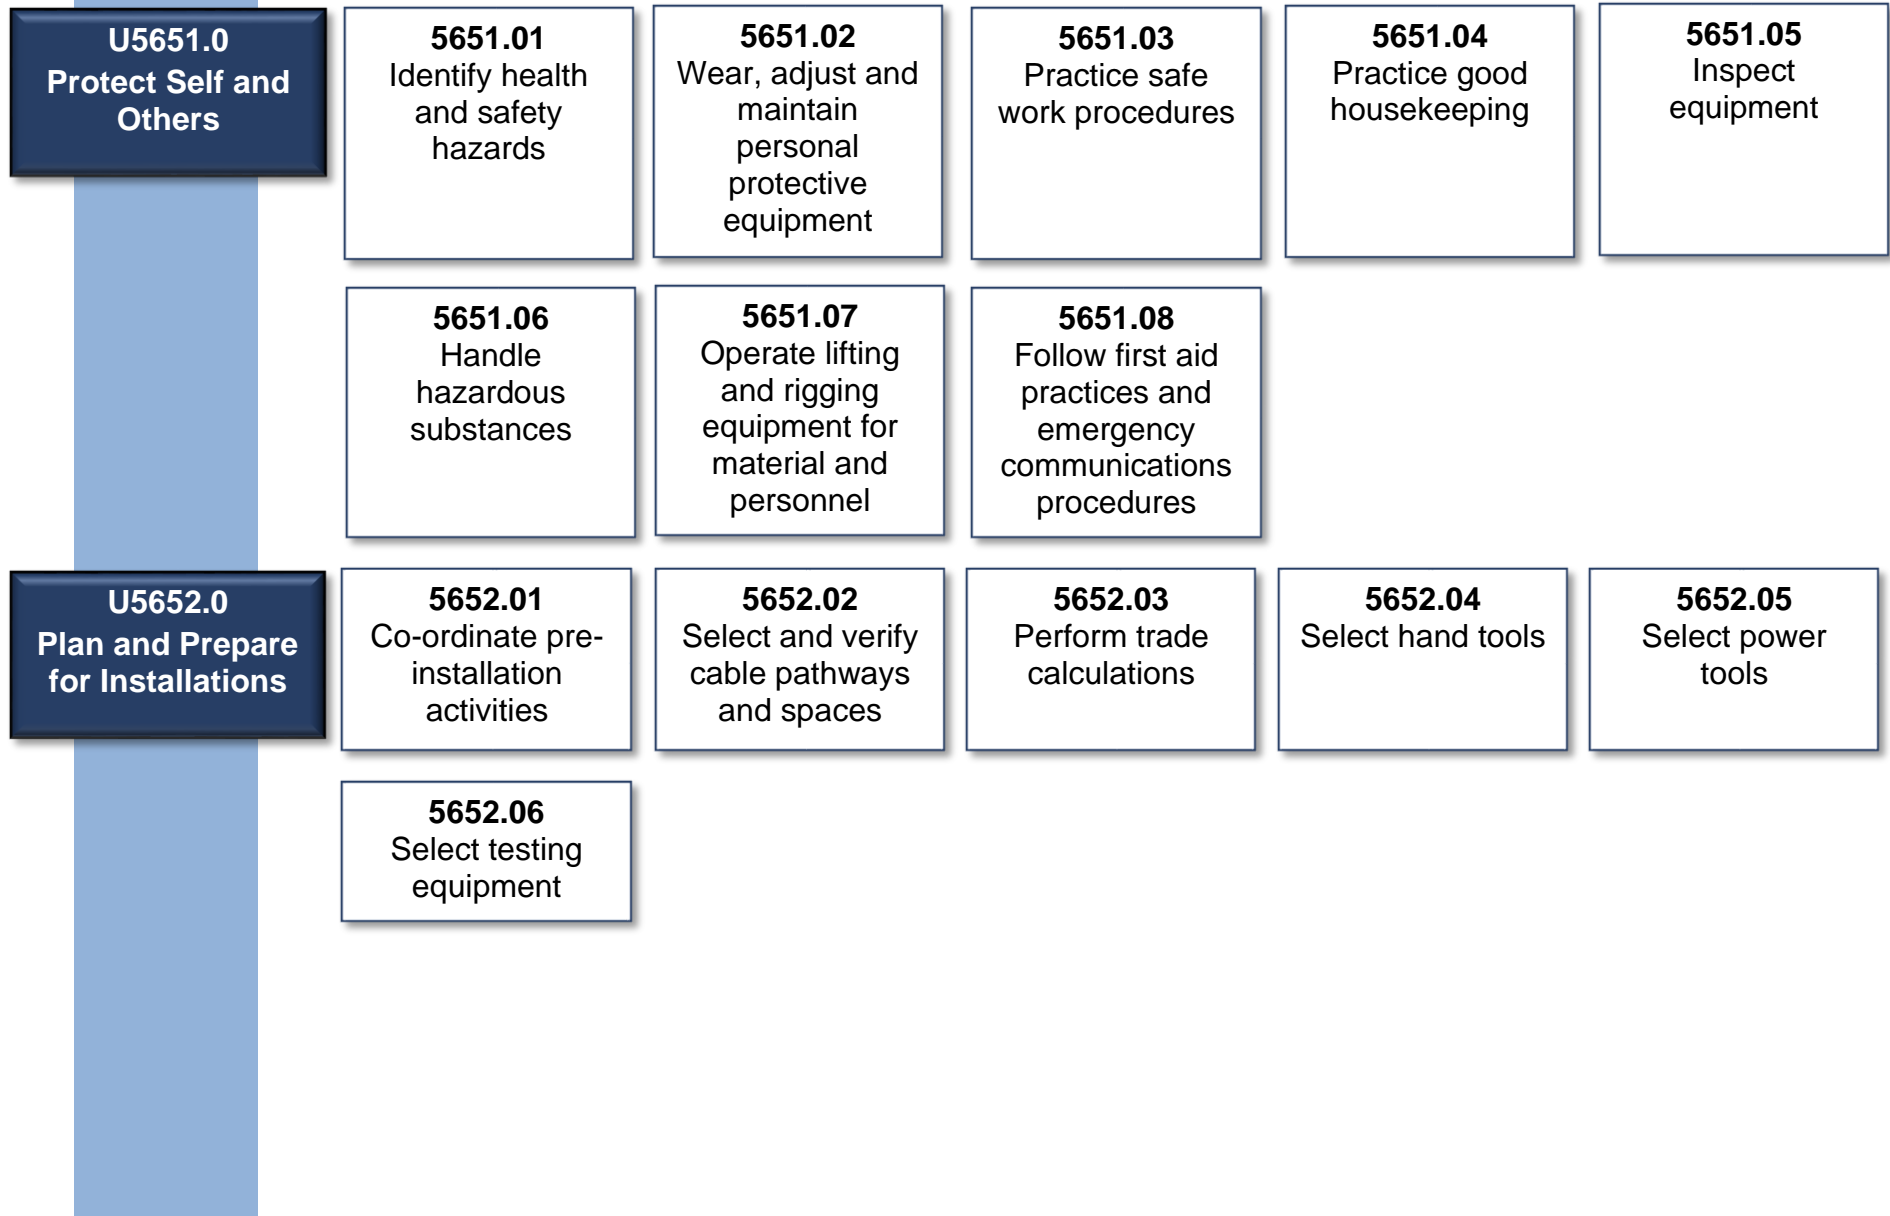 U5651.0
Protect Self and
Others
5651.01
Identify health
and safety
hazards
5651.02
Wear, adjust and
maintain
personal
protective
equipment
5651.03
Practice safe
work procedures
5651.04
Practice good
housekeeping
5651.05
Inspect
equipment
5651.06
Handle
hazardous
substances
5651.07
Operate lifting
and rigging
equipment for
material and
personnel
5651.08
Follow first aid
practices and
emergency
communications
procedures
U5652.0
Plan and Prepare
for Installations
5652.01
Co-ordinate pre-
installation
activities
5652.02
Select and verify
cable pathways
and spaces
5652.03
Perform trade
calculations
5652.04
Select hand tools
5652.05
Select power
tools
5652.06
Select testing
equipment